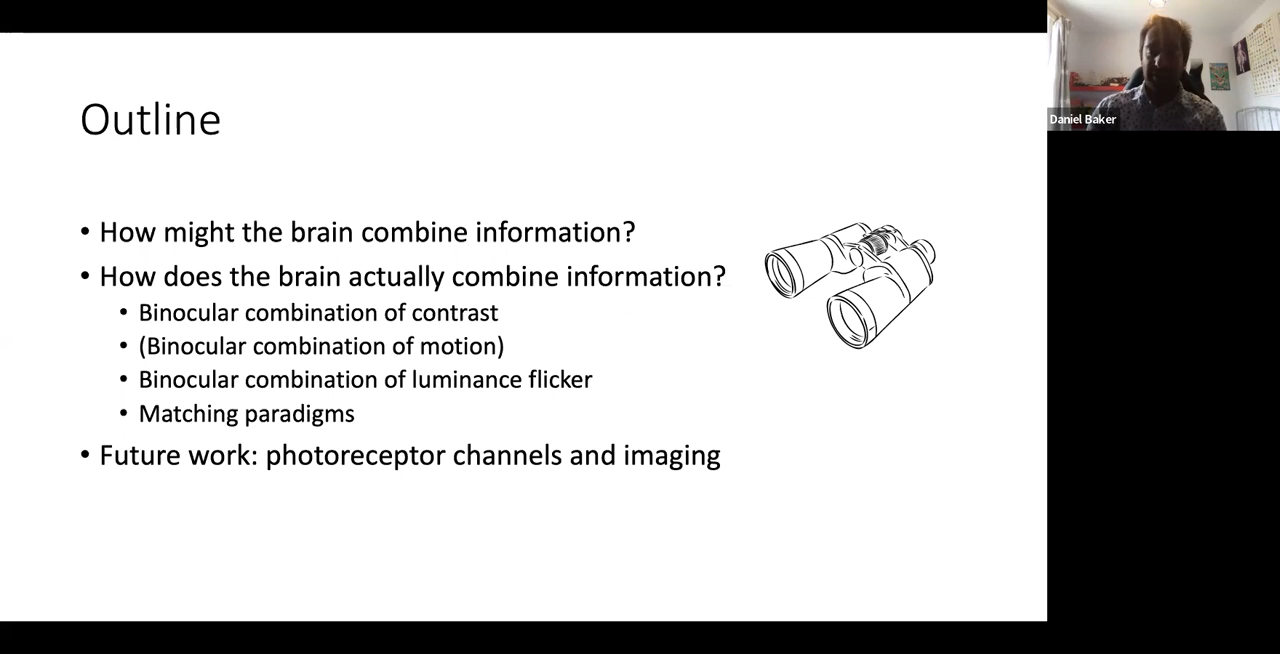 Outline
• How might the brain combine information?
• How does the brain actually combine information?
• Binocular combination of contrast
• (Binocular combination of motion)
• Binocular combination of luminance flicker
• Matching paradigms
• Future work: photoreceptor channels and imaging
Daniel Baker